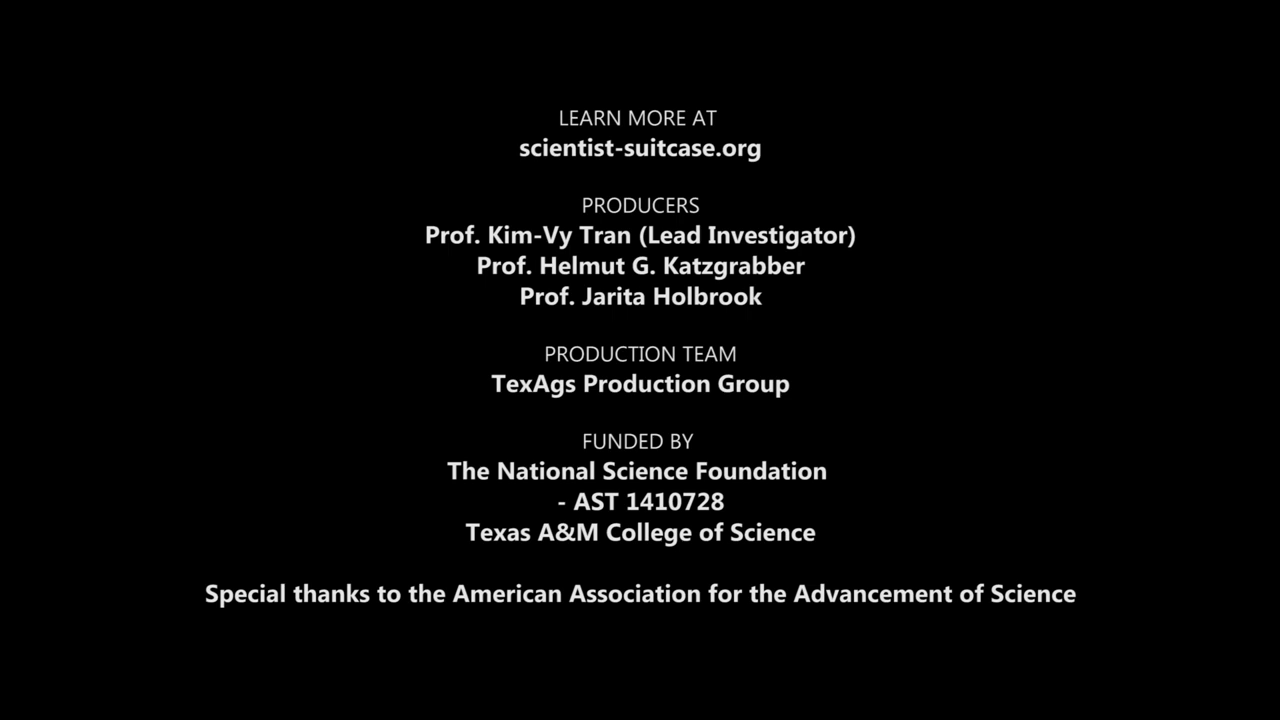 LEARN MORE AT
scientist-suitcase.org
PRODUCERS
Prof. Kim-Vy Tran (Lead Investigator)
Prof. Helmut G. Katzgrabber
Prof. Jarita Holbrook
PRODUCTION TEAM
TexAgs Production Group
FUNDED BY
The National Science Foundation
- AST 1410728
Texas A&M College of Science
Special thanks to the American Association for the Advancement of Science